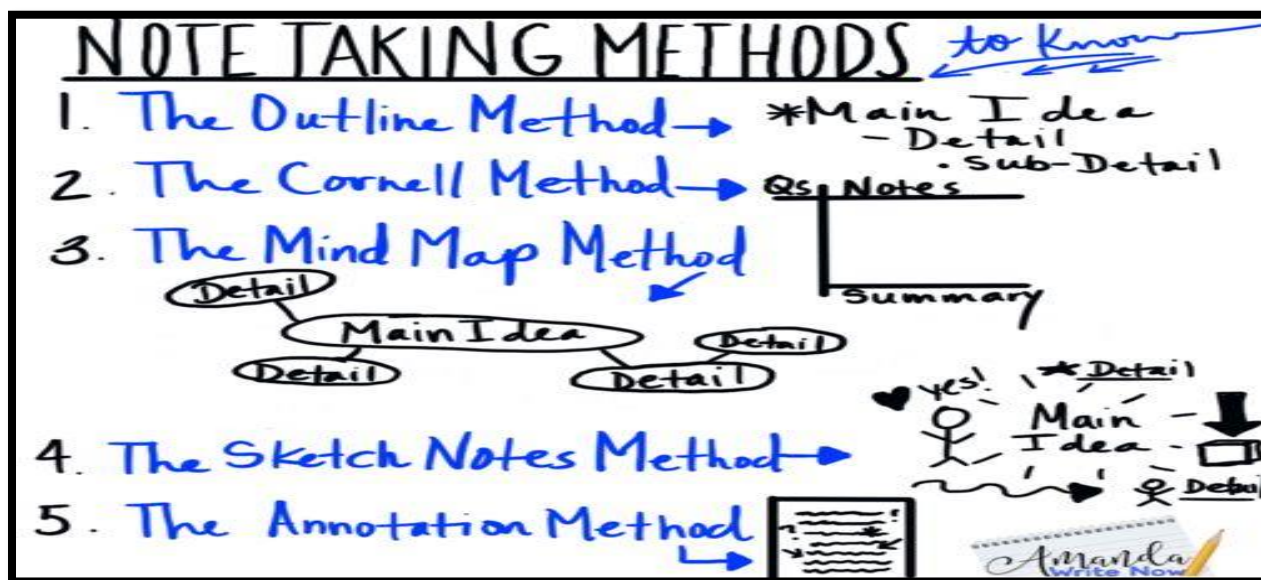 NOTE TAKING METHODS to Know
1. The Outline Method → *Main Idea
- Detail
• Sub-Detail
2. The Cornell Method → Qs Notes
Summary
3. The Mind Map Method
Detail
Main Idea
Detail
Detail
Detail
4. The Sketch Notes Method →
yes! * Detail
Main
Idea
Detail
5. The Annotation Method
Amanda
Write Now